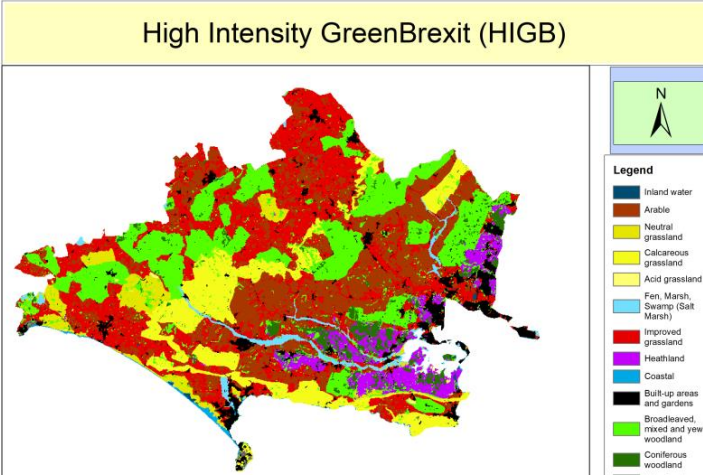 High Intensity GreenBrexit (HIGB)
N
Legend
Inland water
Arable
Neutral
grassland
Calcareous
grassland
Acid grassland
Fen, Marsh,
Swamp (Salt
Marsh)
Improved
grassland
Heathland
Coastal
Built-up areas
and gardens
Broadleaved,
mixed and yew
woodland
Coniferous
woodland